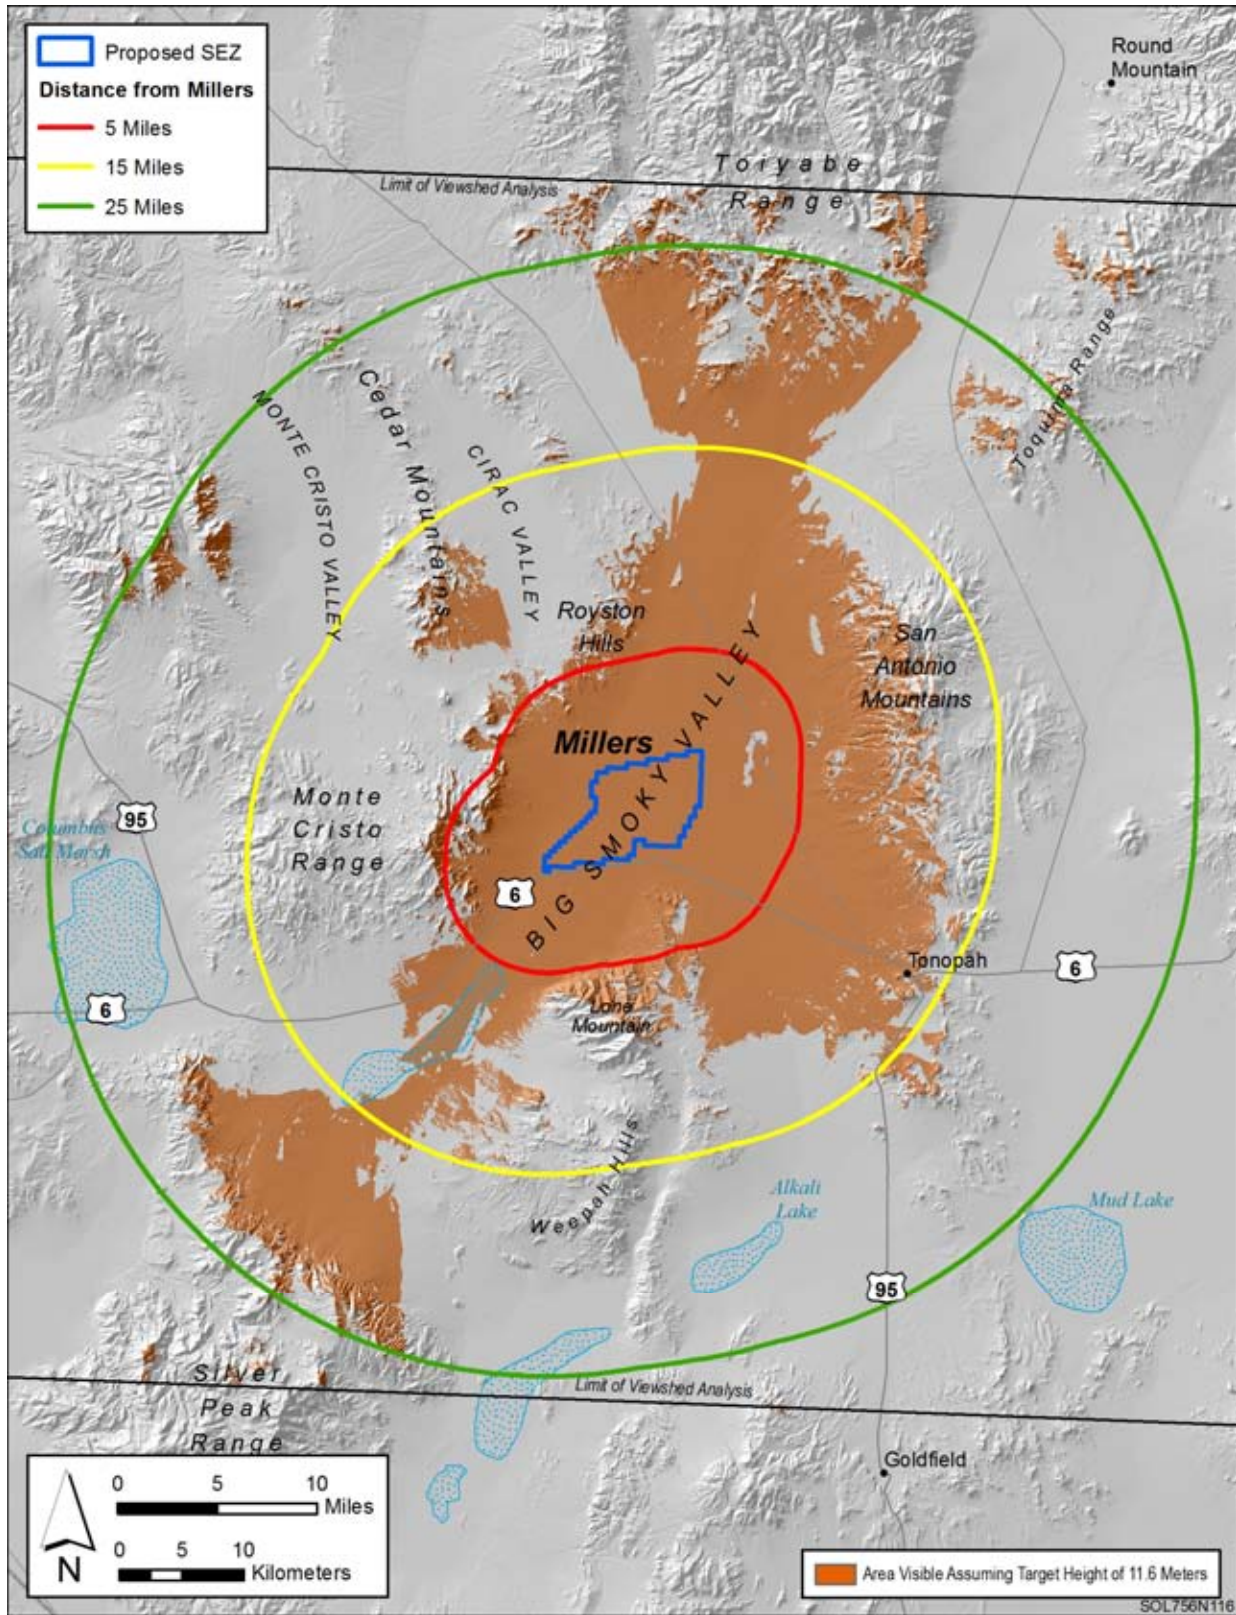 Proposed SEZ
Distance from Millers
5 Miles
15 Miles
25 Miles
Round
Mountain
Toiyabe
Range
Limit of Viewshed Analysis
Toquima Range
Cedar Mountains
MONTE CRISTO VALLEY
CIRAC VALLEY
Royston
Hills
San
Antonio
Mountains
Millers
BIG SMOKY VALLEY
Monte
Cristo
Range
95
Columbus
Salt Marsh
6
6
Tonopah
6
Lone
Mountain
Weepah Hills
Alkali
Lake
Mud Lake
95
Silver
Peak
Range
Limit of Viewshed Analysis
Goldfield
0 5 10
Miles
0 5 10
Kilometers
N
Area Visible Assuming Target Height of 11.6 Meters
SOL756N116